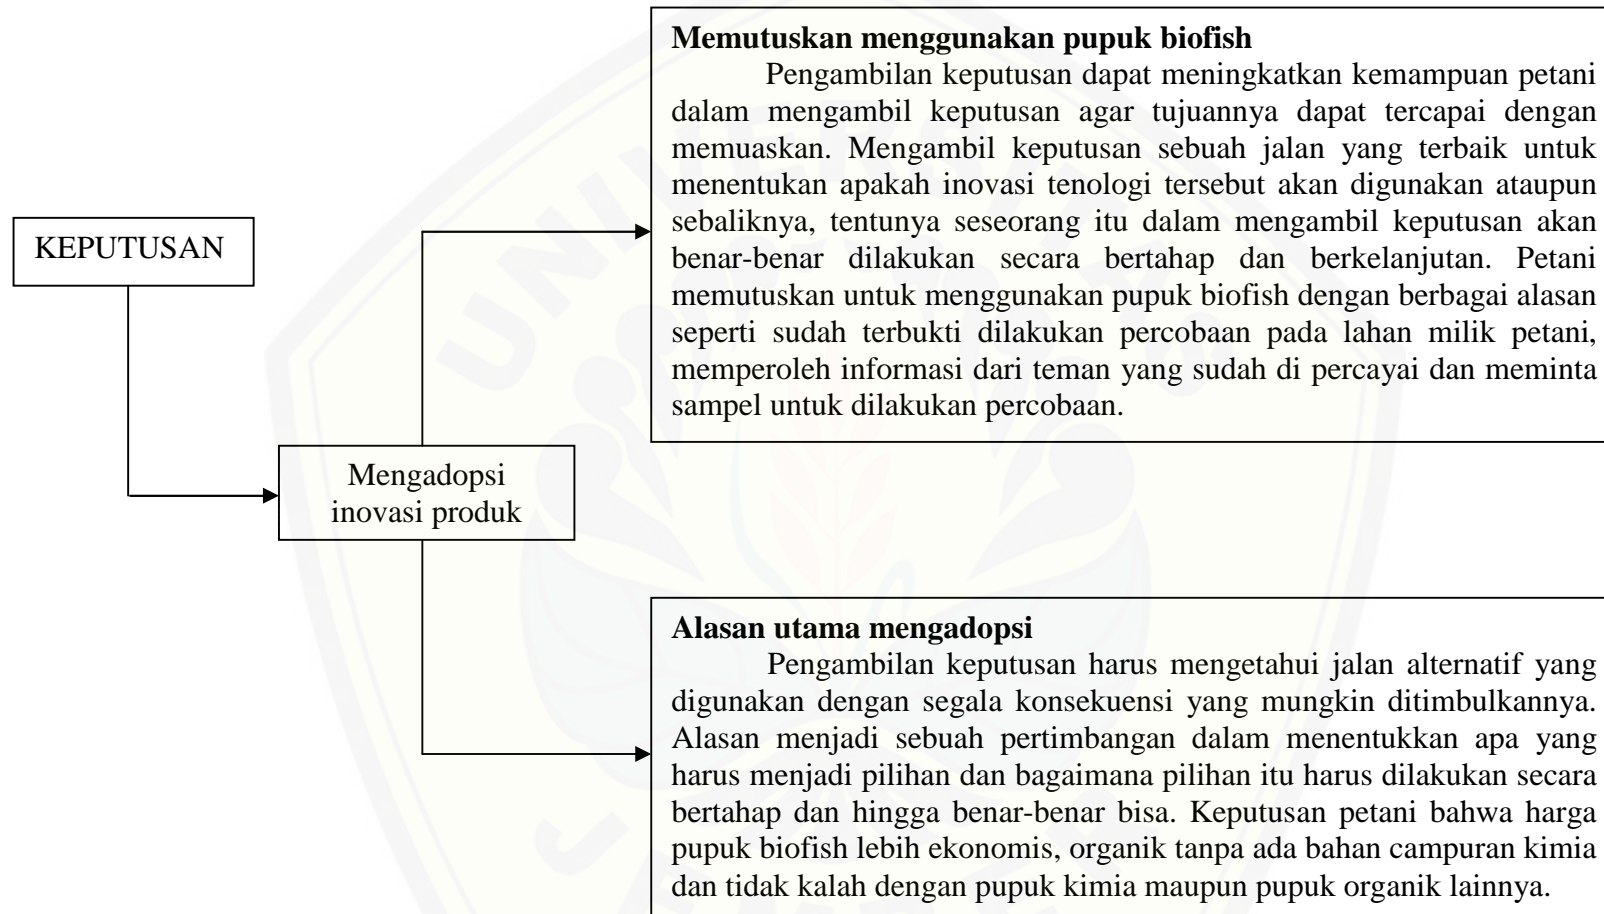 Memutuskan menggunakan pupuk biofish
Pengambilan keputusan dapat meningkatkan kemampuan petani
dalam mengambil keputusan agar tujuannya dapat tercapai dengan
memuaskan. Mengambil keputusan sebuah jalan yang terbaik untuk
menentukan apakah inovasi tenologi tersebut akan digunakan ataupun
sebaliknya, tentunya seseorang itu dalam mengambil keputusan akan
benar-benar dilakukan secara bertahap dan berkelanjutan. Petani
memutuskan untuk menggunakan pupuk biofish dengan berbagai alasan
seperti sudah terbukti dilakukan percobaan pada lahan milik petani,
memperoleh informasi dari teman yang sudah di percayai dan meminta
sampel untuk dilakukan percobaan.
KEPUTUSAN
Mengadopsi
inovasi produk
Alasan utama mengadopsi
Pengambilan keputusan harus mengetahui jalan alternatif yang
digunakan dengan segala konsekuensi yang mungkin ditimbulkannya.
Alasan menjadi sebuah pertimbangan dalam menentukkan apa yang
harus menjadi pilihan dan bagaimana pilihan itu harus dilakukan secara
bertahap dan hingga benar-benar bisa. Keputusan petani bahwa harga
pupuk biofish lebih ekonomis, organik tanpa ada bahan campuran kimia
dan tidak kalah dengan pupuk kimia maupun pupuk organik lainnya.
UNIVERSITAS
JEMBER